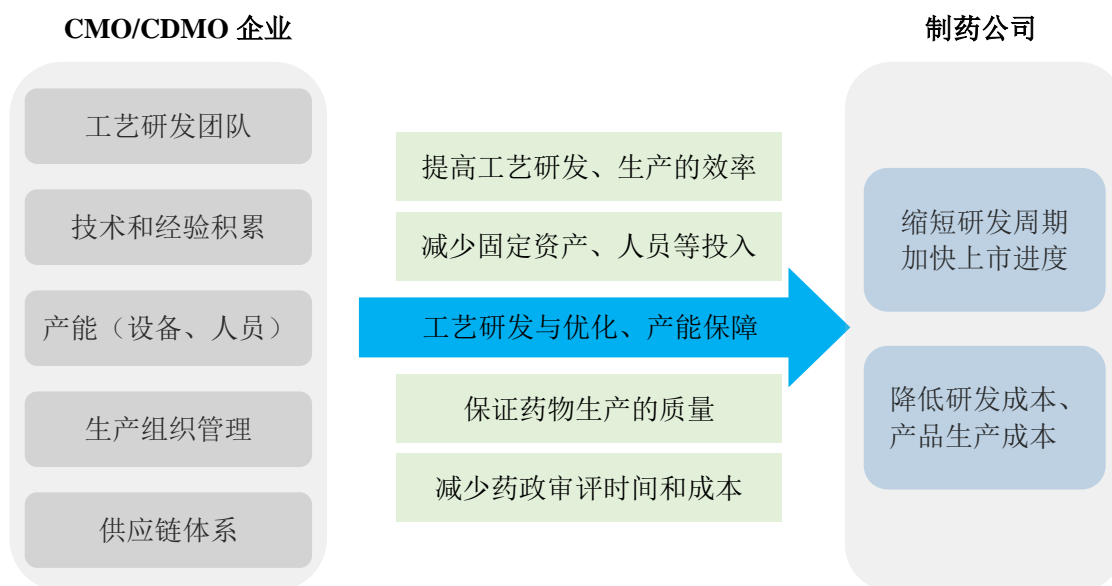 CMO/CDMO 企业
工艺研发团队
技术和经验积累
产能（设备、人员）
生产组织管理
供应链体系
提高工艺研发、生产的效率
减少固定资产、人员等投入
工艺研发与优化、产能保障
保证药物生产的质量
减少药政审评时间和成本
制药公司
缩短研发周期
加快上市进度
降低研发成本、
产品生产成本